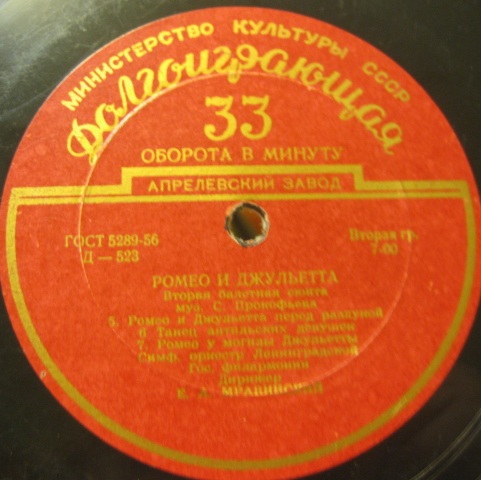 МИНИСТЕРСТВО КУЛЬТУРЫ СССР
Долгоиграющая
33
ОБОРОТА В МИНУТУ
АПРЕЛЕВСКИЙ ЗАВОД
ГОСТ 5289-56
Д — 523
Вторая гр.
7-00
РОМЕО И ДЖУЛЬЕТТА
Вторая балетная сюита
муз. С. Прокофьева
5. Ромео и Джульетта перед разлукой
6. Танец антильских девушек
7. Ромео у могилы Джульетты
Симф. оркестр Ленинградской
Гос. филармонии
Дирижер
Е. А. МРАВИНСКИЙ